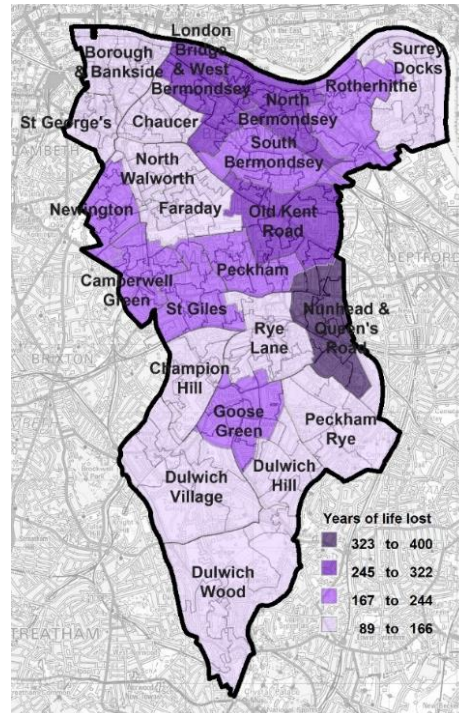 London
Bridge
& West
Bermondsey
Borough
& Bankside
Surrey
Docks
Rotherhithe
North
Bermondsey
St George's
Chaucer
South
Bermondsey
LAMBETH
North
Walworth
Newington
Faraday
Old Kent
Road
DEPTFORD
Peckham
Camberwell
Green
St Giles
Nunhead &
Queen's
Road
Rye
Lane
BRIXTON
Champion
Hill
Goose
Green
Peckham
Rye
Dulwich
Village
Dulwich
Hill
Years of life lost
323 to 400
245 to 322
167 to 244
89 to 166
Dulwich
Wood
STREATHAM